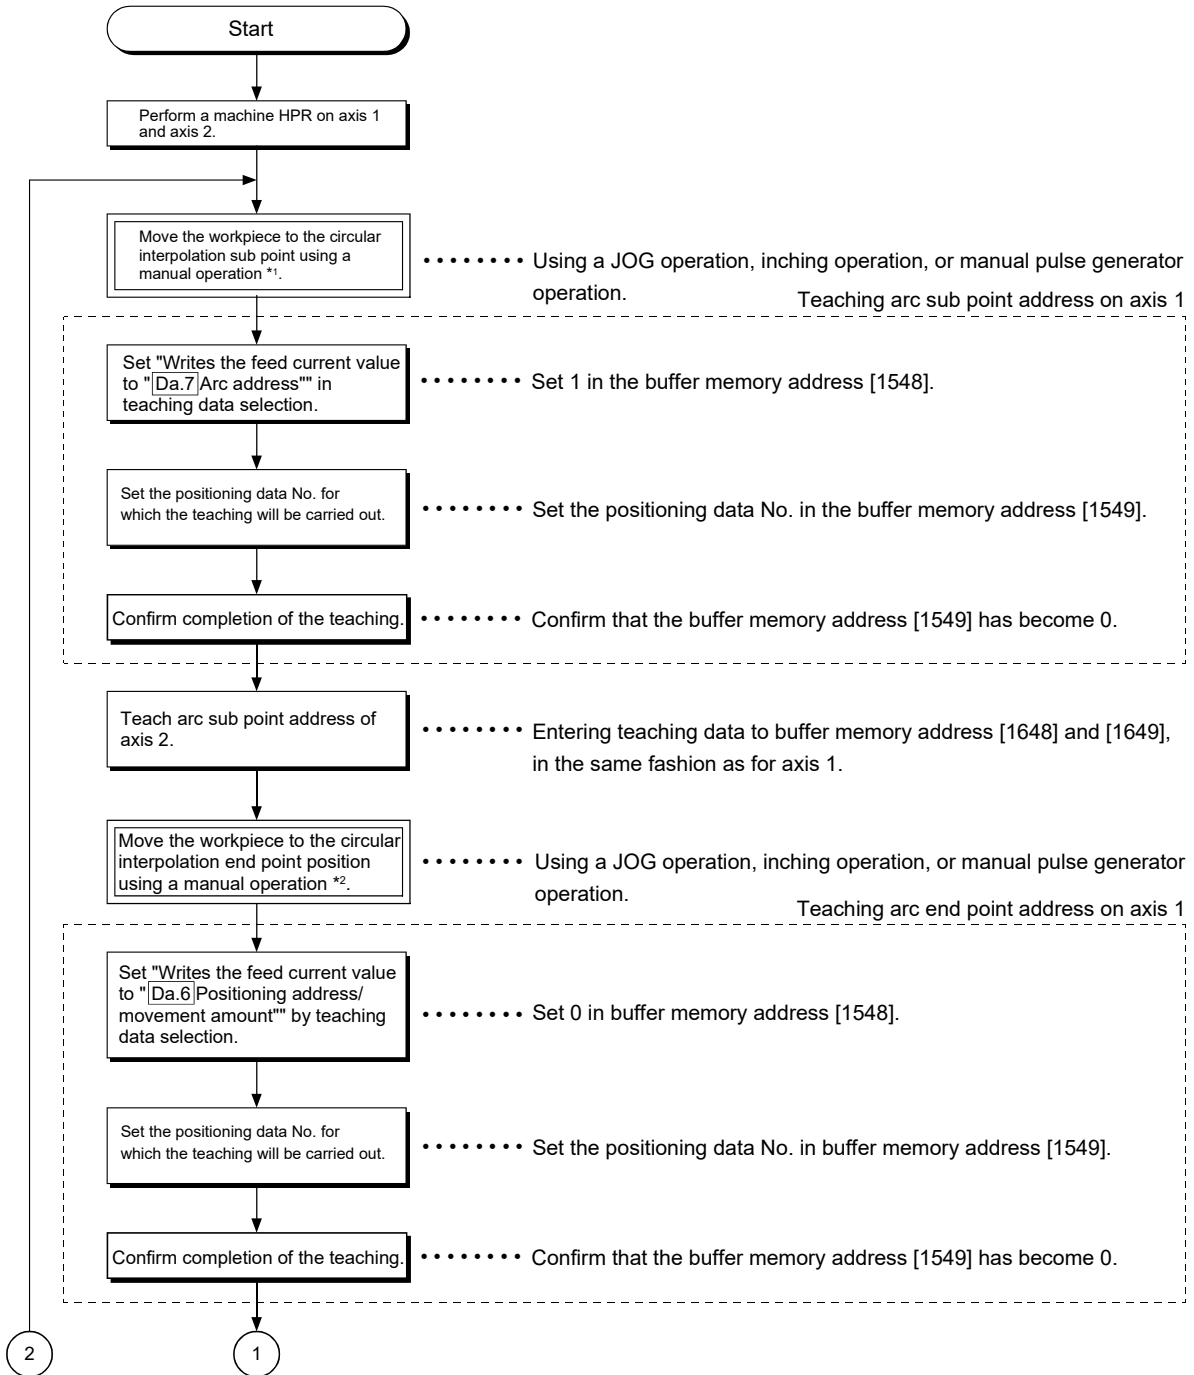 Start
Perform a machine HPR on axis 1
and axis 2.
Move the workpiece to the circular
interpolation sub point using a
manual operation *1.
Using a JOG operation, inching operation, or manual pulse generator
operation.
Teaching arc sub point address on axis 1
Set "Writes the feed current value
to "Da.7 Arc address"" in
teaching data selection.
Set 1 in the buffer memory address [1548].
Set the positioning data No. for
which the teaching will be carried out.
Set the positioning data No. in the buffer memory address [1549].
Confirm completion of the teaching.
Confirm that the buffer memory address [1549] has become 0.
Teach arc sub point address of
axis 2.
Entering teaching data to buffer memory address [1648] and [1649],
in the same fashion as for axis 1.
Move the workpiece to the circular
interpolation end point position
using a manual operation *2.
Using a JOG operation, inching operation, or manual pulse generator
operation.
Teaching arc end point address on axis 1
Set "Writes the feed current value
to "Da.6 Positioning address/
movement amount"" by teaching
data selection.
Set 0 in buffer memory address [1548].
Set the positioning data No. for
which the teaching will be carried out.
Set the positioning data No. in buffer memory address [1549].
Confirm completion of the teaching.
Confirm that the buffer memory address [1549] has become 0.
2
1